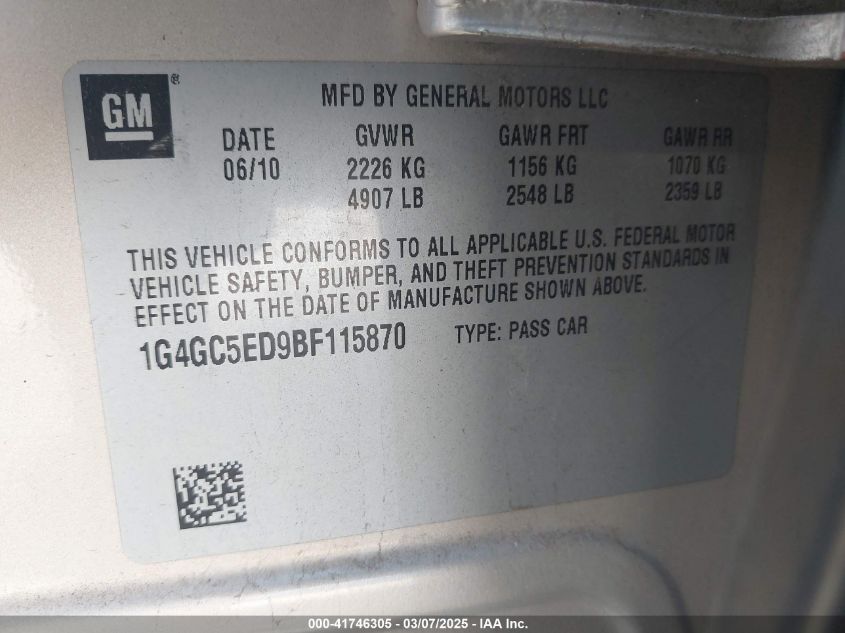 GM®
MFD BY GENERAL MOTORS LLC
DATE GVWR GAWR FRT GAWR RR
06/10 2226 KG 1156 KG 1070 KG
4907 LB 2548 LB 2359 LB
THIS VEHICLE CONFORMS TO ALL APPLICABLE U.S. FEDERAL MOTOR
VEHICLE SAFETY, BUMPER, AND THEFT PREVENTION STANDARDS IN
EFFECT ON THE DATE OF MANUFACTURE SHOWN ABOVE.
1G4GC5ED9BF115870 TYPE: PASS CAR
000-41746305 - 03/07/2025 - IAA Inc.